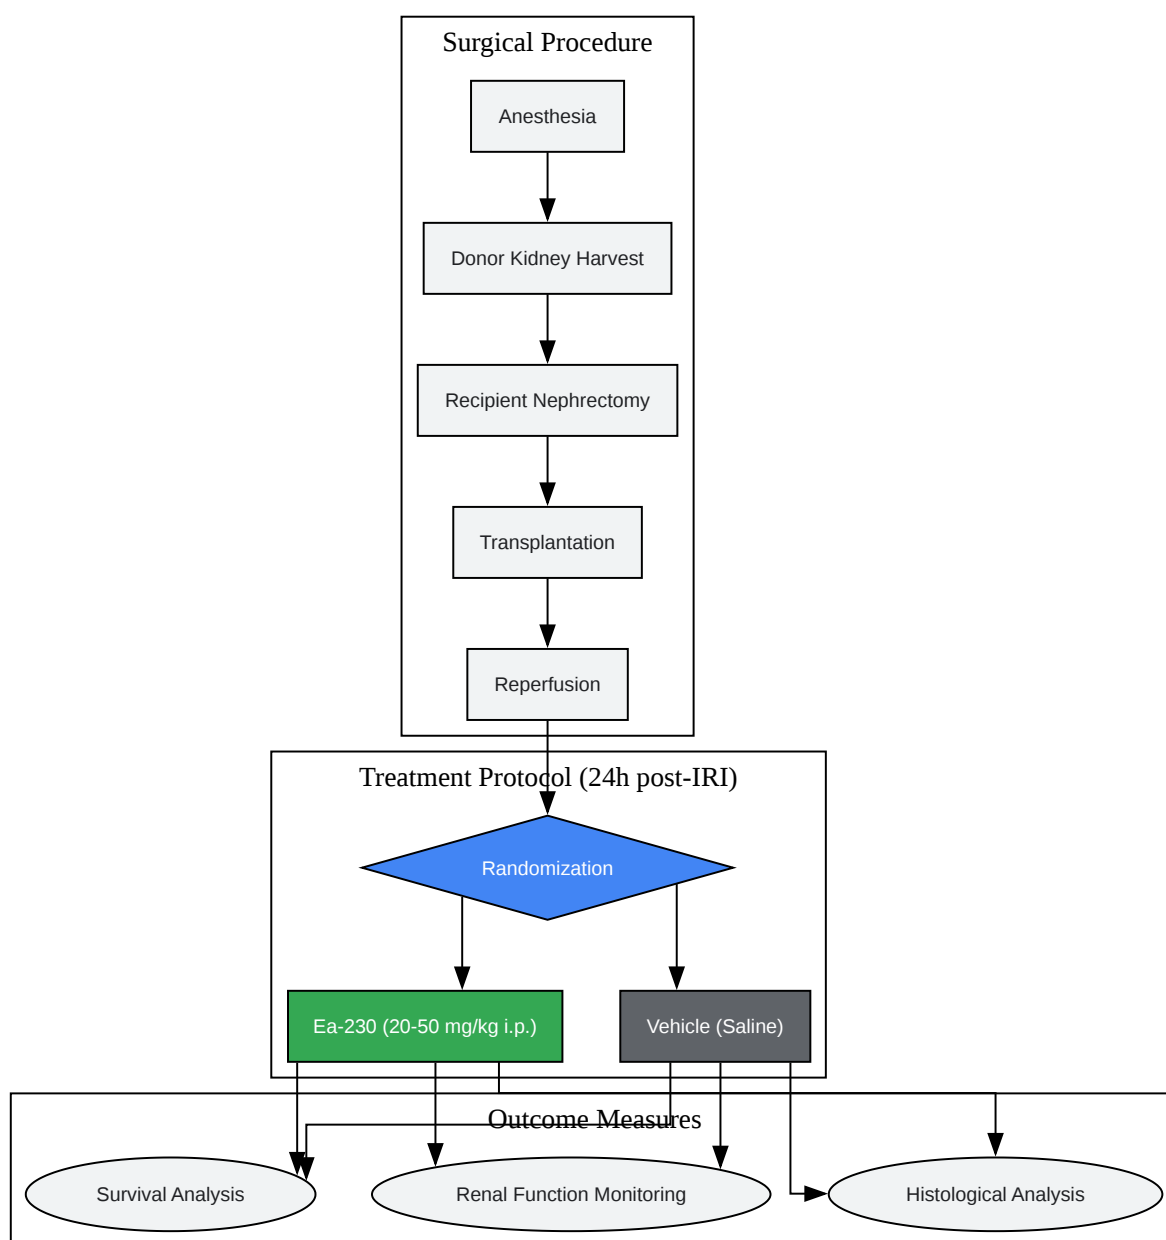 Surgical Procedure
Anesthesia
Donor Kidney Harvest
Recipient Nephrectomy
Transplantation
Reperfusion
Treatment Protocol (24h post-IRI)
Randomization
Ea-230 (20-50 mg/kg i.p.)
Vehicle (Saline)
Outcome Measures
Survival Analysis
Renal Function Monitoring
Histological Analysis